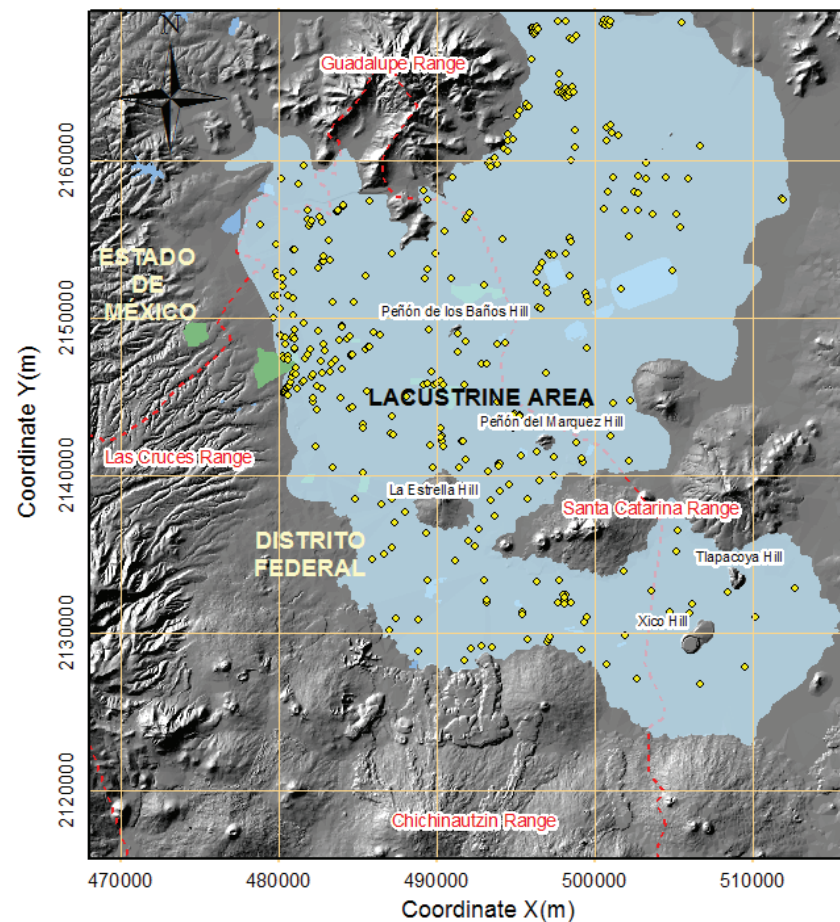 N
Guadalupe Range
2160000
ESTADO
DE
MÉXICO
2150000
Peñón de los Baños Hill
LACUSTRINE AREA
Peñón del Marquez Hill
Las Cruces Range
2140000
La Estrella Hill
Santa Catarina Range
DISTRITO
FEDERAL
Tlapacoya Hill
Xico Hill
2130000
2120000
Chichinautzin Range
Coordinate Y(m)
470000 480000 490000 500000 510000
Coordinate X(m)